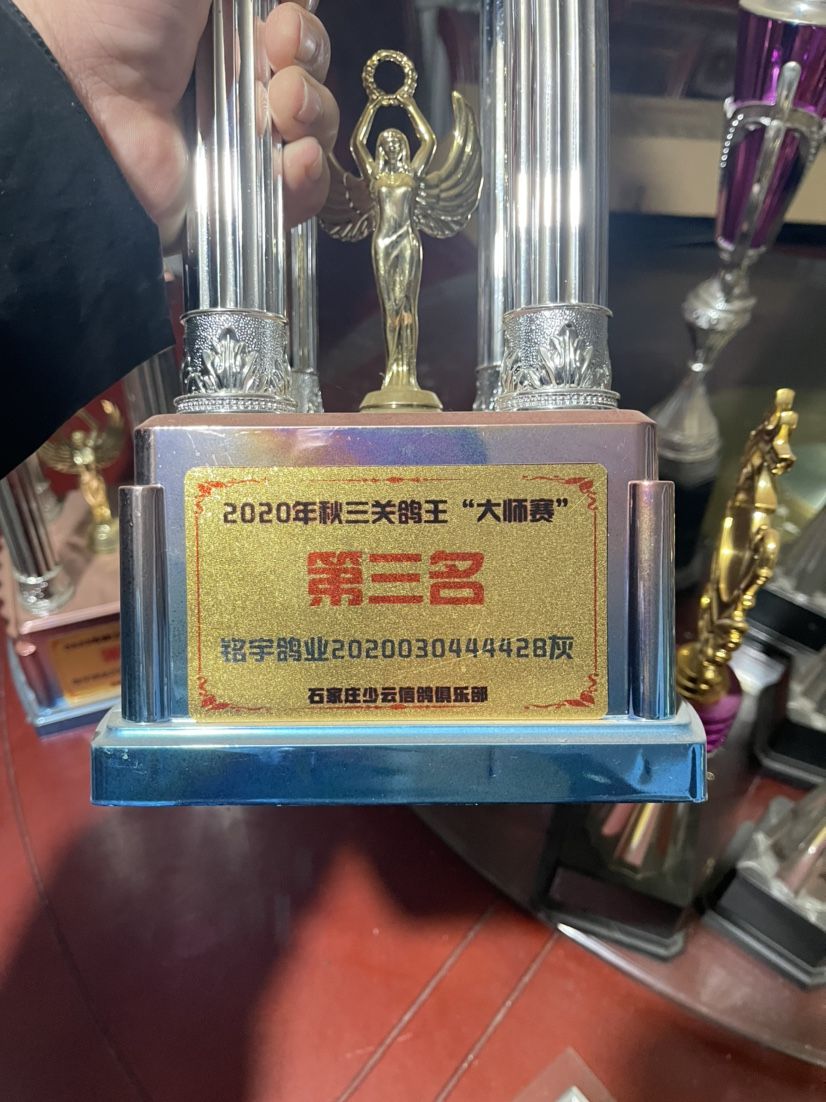 2020年秋三关鸽王“大师赛”
第三名
铭宇鸽业2020030444428灰
石家庄少云信鸽俱乐部